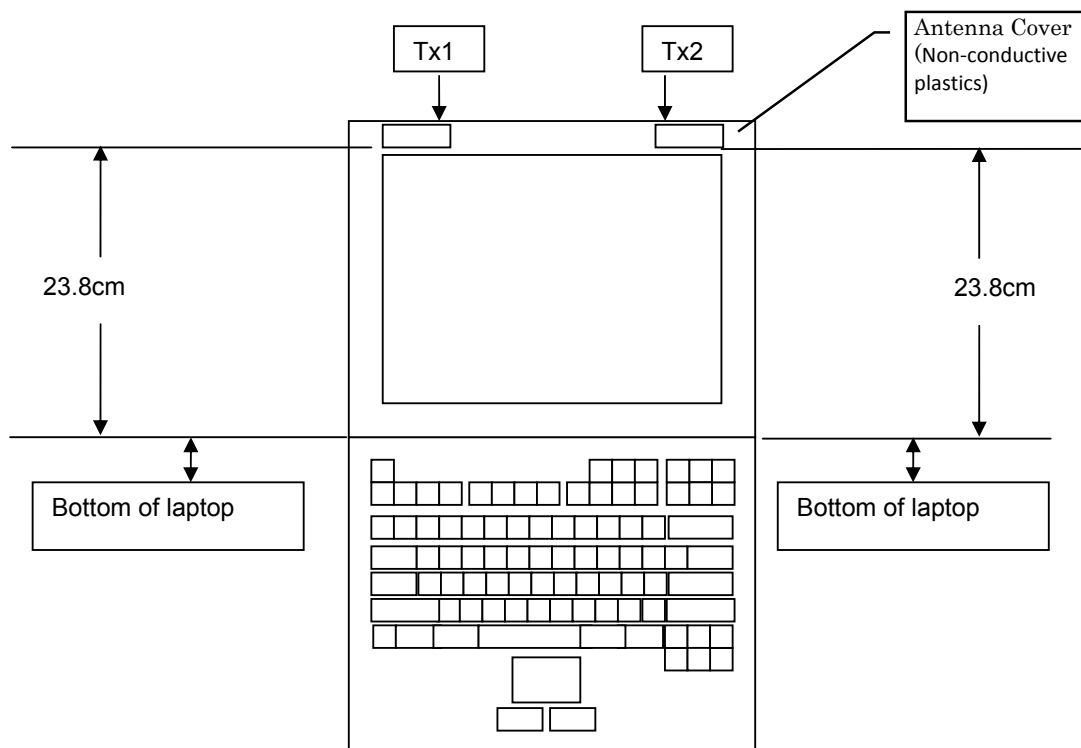 Tx1
Tx2
Antenna Cover
(Non-conductive
plastics)
23.8cm
23.8cm
Bottom of laptop
Bottom of laptop